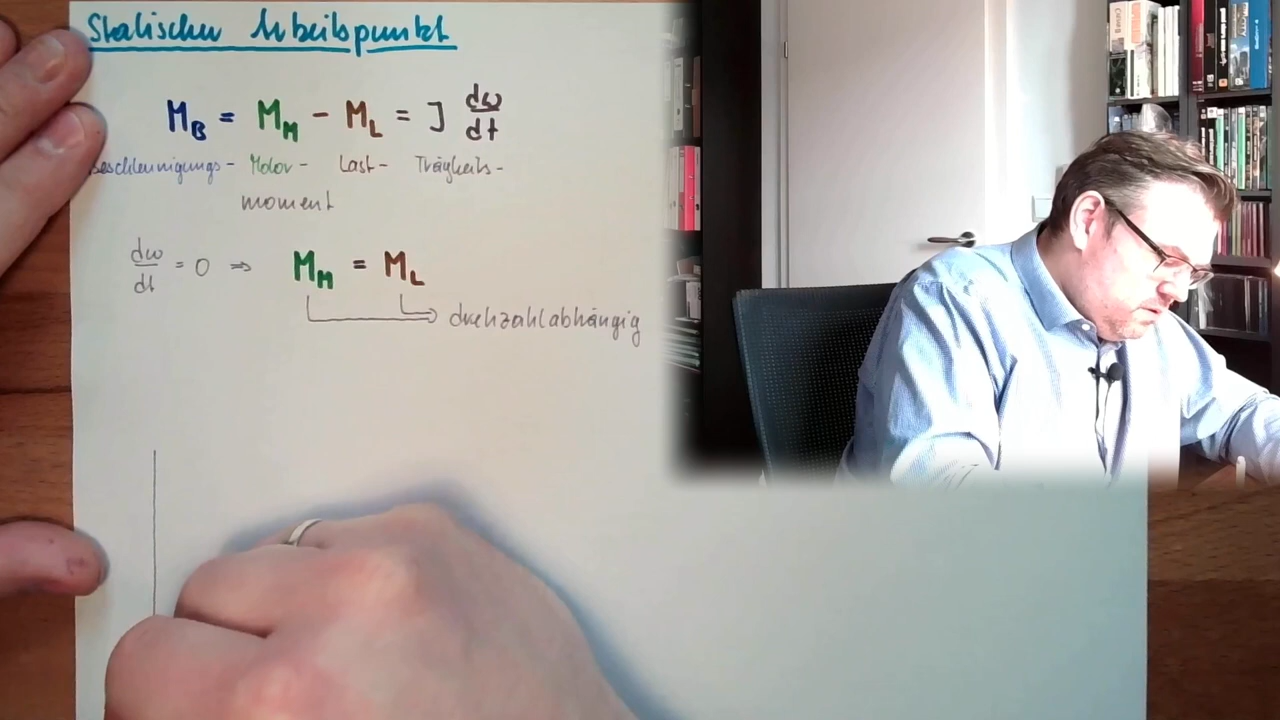 Statischer Arbeitspunkt
M_B = M_M - M_L = J dω/dt
Beschleunigungs- Motor- Last- Trägheits-
moment
dω/dt = 0 ⇒ M_M = M_L
drehzahlabhängig